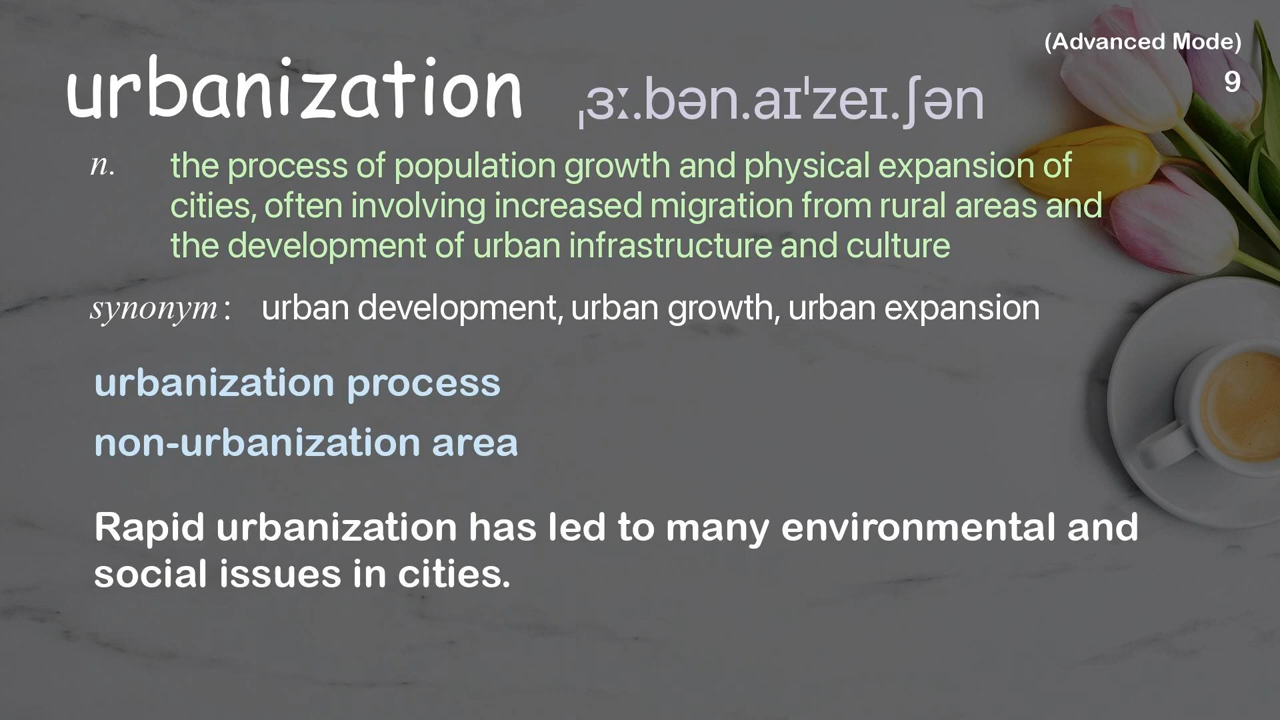 (Advanced Mode)
9
urbanization ˌɜː.bən.aɪˈzeɪ.ʃən
n. the process of population growth and physical expansion of
cities, often involving increased migration from rural areas and
the development of urban infrastructure and culture
synonym: urban development, urban growth, urban expansion
urbanization process
non-urbanization area
Rapid urbanization has led to many environmental and
social issues in cities.